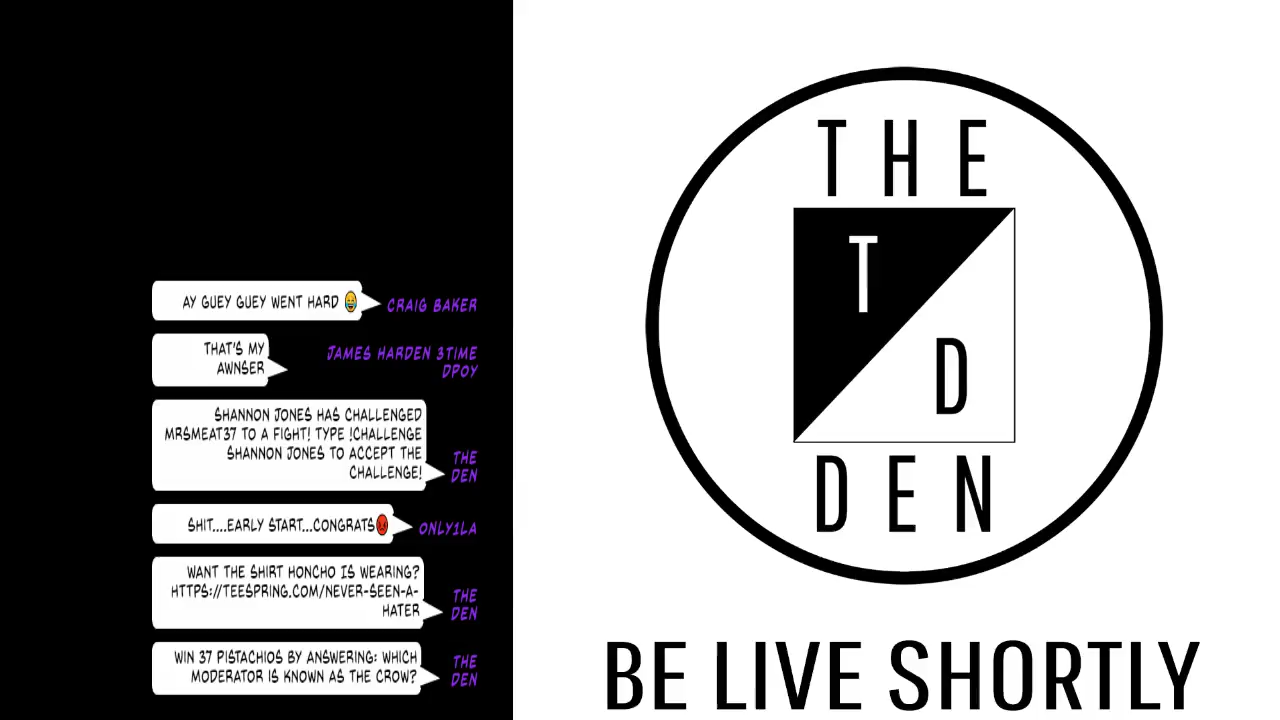 AY GUEY GUEY WENT HARD 😂
CRAIG BAKER
THAT'S MY
AWNSER
JAMES HARDEN 3TIME
DPOY
SHANNON JONES HAS CHALLENGED
MRSMEAT37 TO A FIGHT! TYPE !CHALLENGE
SHANNON JONES TO ACCEPT THE
CHALLENGE!
THE
DEN
SHIT....EARLY START...CONGRATS😡
ONLY1LA
WANT THE SHIRT HONCHO IS WEARING?
HTTPS://TEESPRING.COM/NEVER-SEEN-A-
HATER
THE
DEN
WIN 37 PISTACHIOS BY ANSWERING: WHICH
MODERATOR IS KNOWN AS THE CROW?
THE
DEN
THE
T
D
DEN
BE LIVE SHORTLY